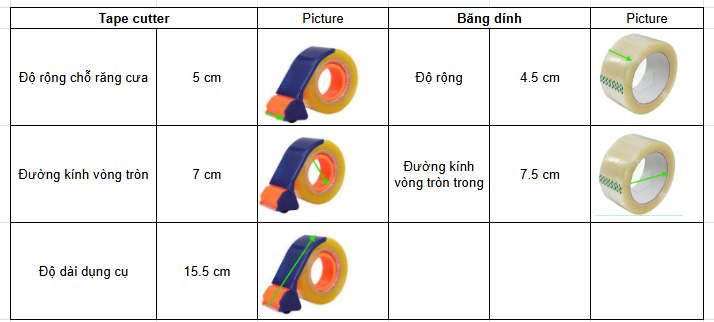 Tape cutter Picture Băng dính Picture
Độ rộng chỗ răng cưa 5 cm Độ rộng 4.5 cm
Đường kính vòng tròn 7 cm Đường kính
vòng tròn trong 7.5 cm
Độ dài dụng cụ 15.5 cm